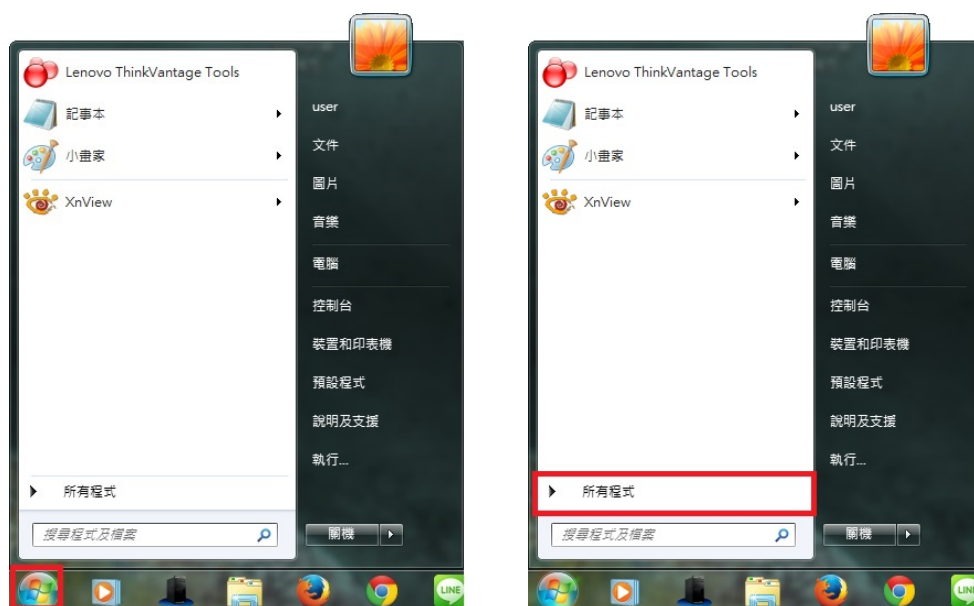 Lenovo ThinkVantage Tools
記事本
小畫家
XnView
所有程式
搜尋程式及檔案
user
文件
圖片
音樂
電腦
控制台
裝置和印表機
預設程式
說明及支援
執行...
關機
LINE
Lenovo ThinkVantage Tools
記事本
小畫家
XnView
所有程式
搜尋程式及檔案
user
文件
圖片
音樂
電腦
控制台
裝置和印表機
預設程式
說明及支援
執行...
關機
LINE